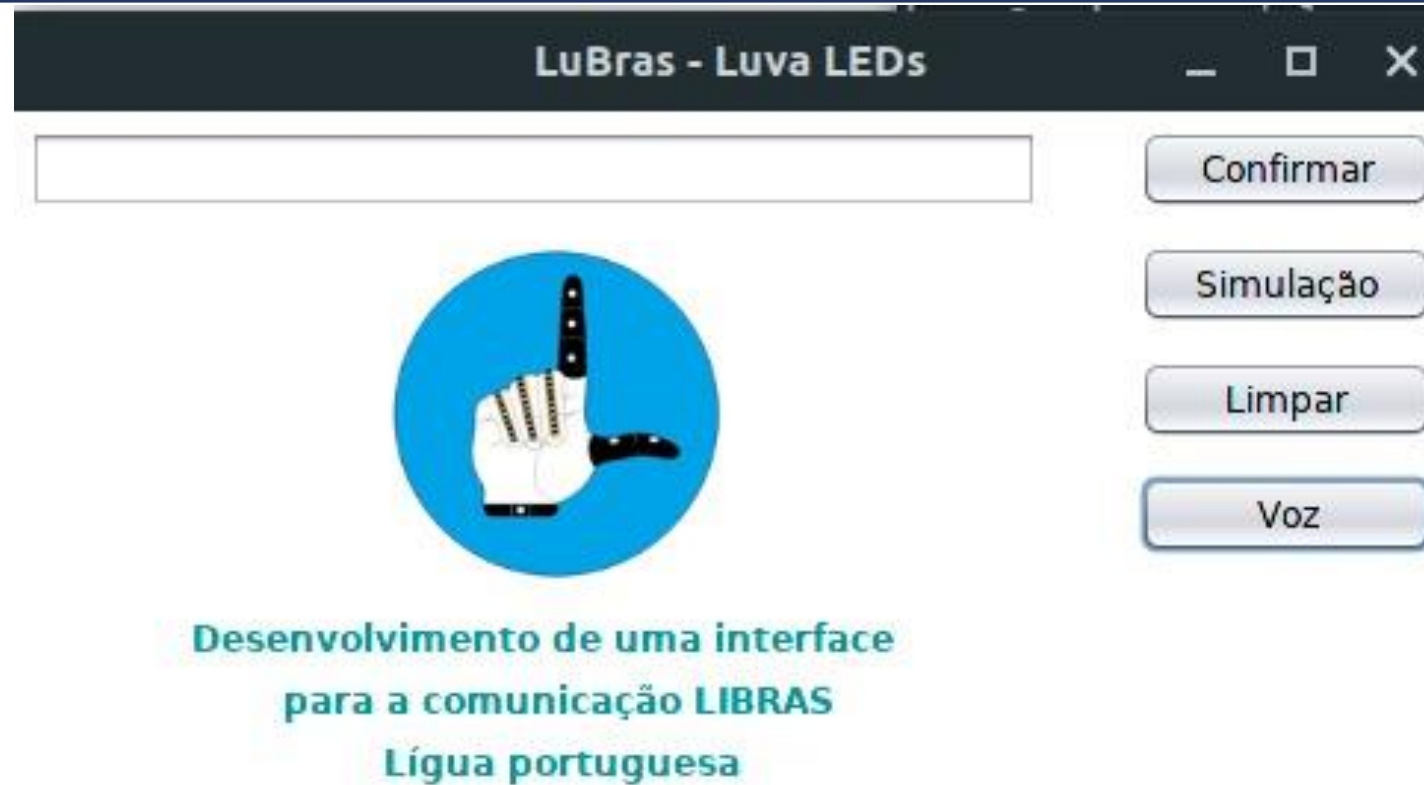 LuBras - Luva LEDs
Confirmar
Simulação
Limpar
Voz
Desenvolvimento de uma interface
para a comunicação LIBRAS
Lígua portuguesa